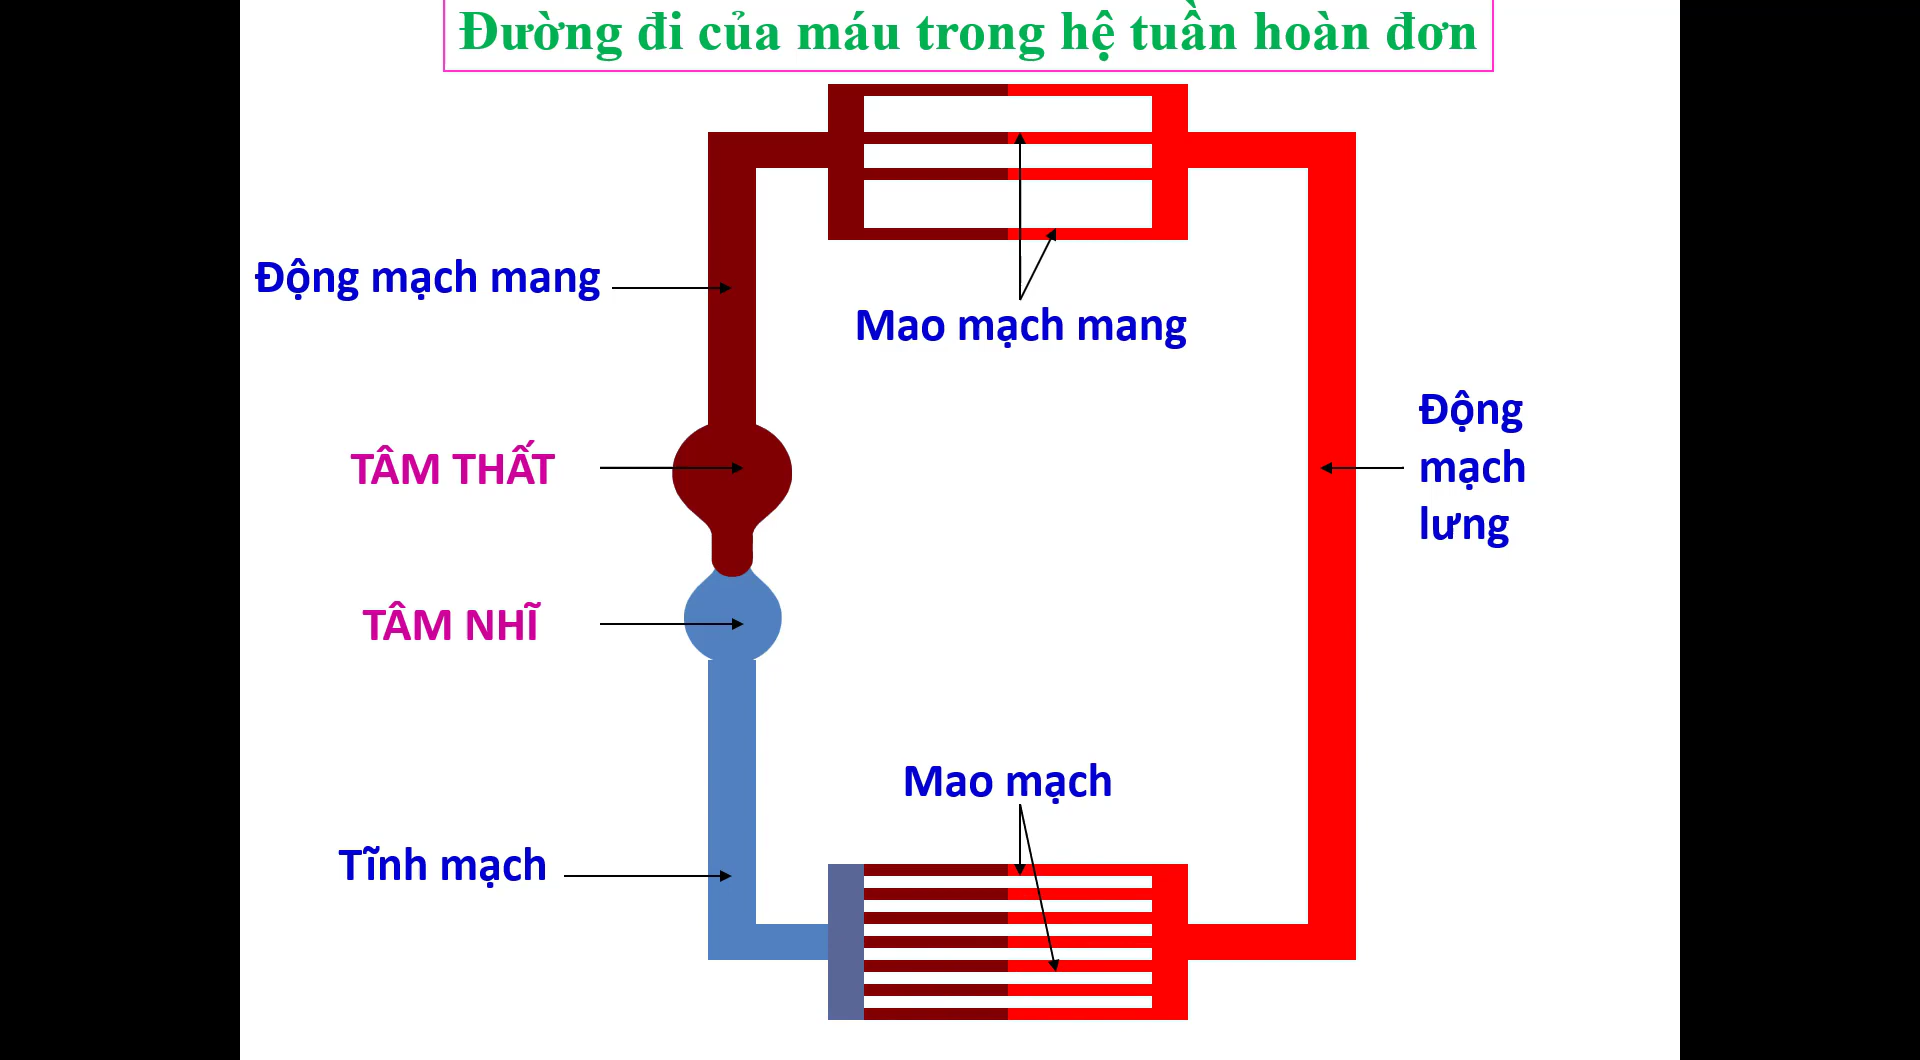 Đường đi của máu trong hệ tuần hoàn đơn
Động mạch mang
Mao mạch mang
Động
mạch
lưng
TÂM THẤT
TÂM NHĨ
Mao mạch
Tĩnh mạch